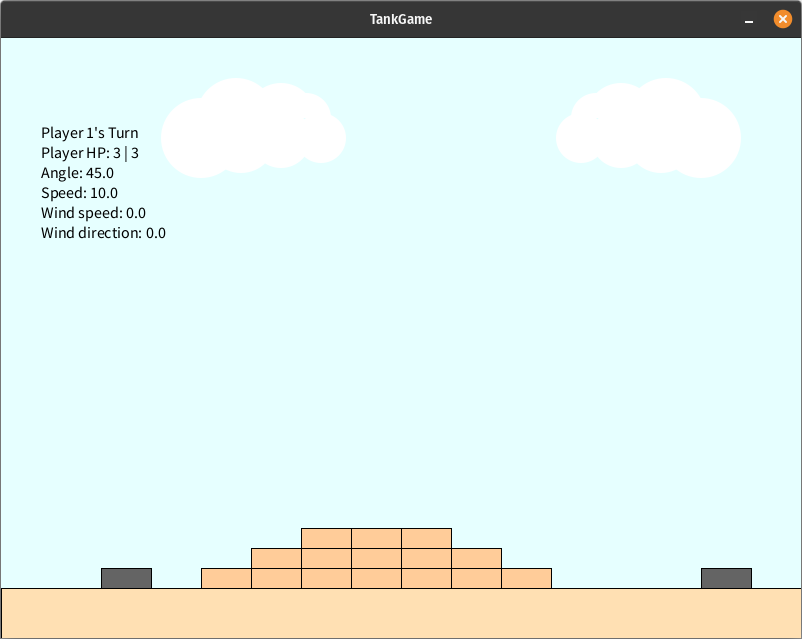 TankGame
Player 1's Turn
Player HP: 3 | 3
Angle: 45.0
Speed: 10.0
Wind speed: 0.0
Wind direction: 0.0